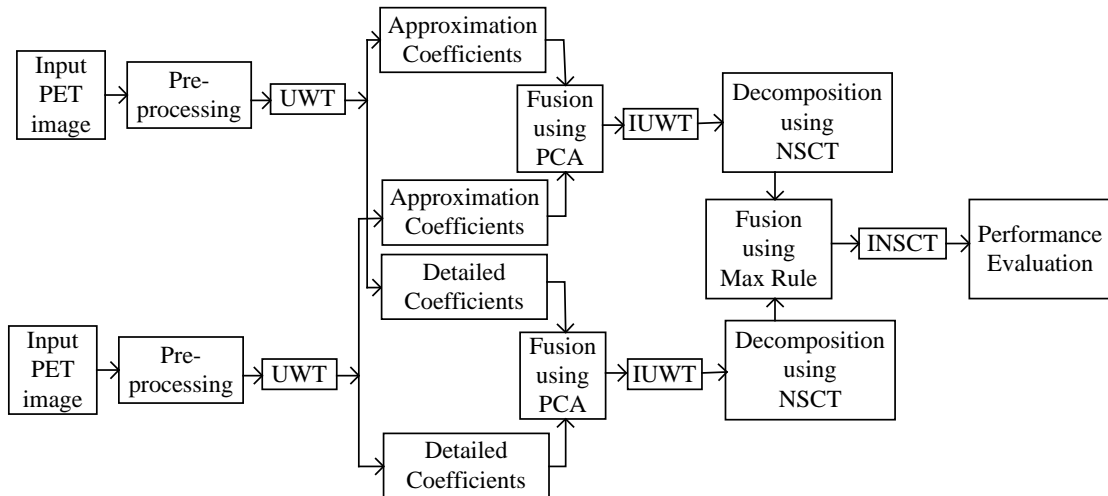 Input
PET
image
Pre-
processing
UWT
Approximation
Coefficients
Approximation
Coefficients
Fusion
using
PCA
IUWT
Decomposition
using
NSCT
Fusion
using
Max Rule
INSCT
Performance
Evaluation
Input
PET
image
Pre-
processing
UWT
Detailed
Coefficients
Detailed
Coefficients
Fusion
using
PCA
IUWT
Decomposition
using
NSCT